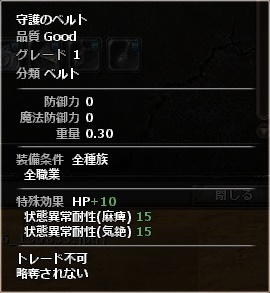 守護のベルト
品質 Good
グレード 1
分類 ベルト
防御力 0
魔法防御力 0
重量 0.30
装備条件 全種族
全職業
特殊効果 HP+10
状態異常耐性(麻痺) 15
状態異常耐性(気絶) 15
トレード不可
略奪されない
閉じる